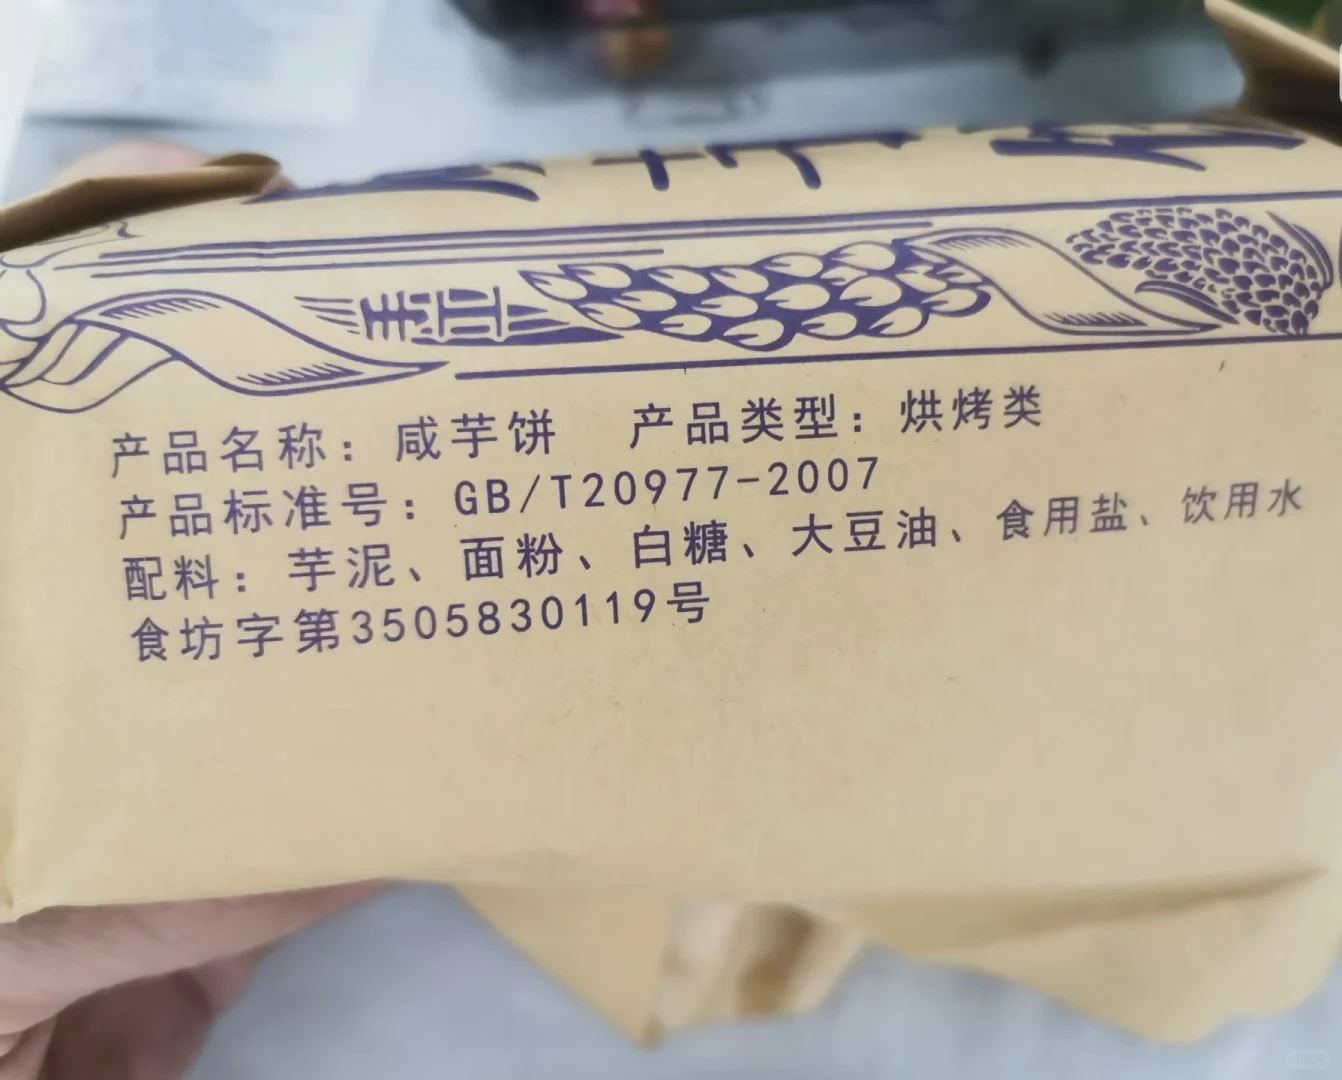 产品名称：咸芋饼 产品类型：烘烤类
产品标准号：GB/T20977-2007
配料：芋泥、面粉、白糖、大豆油、食用盐、饮用水
食坊字第3505830119号